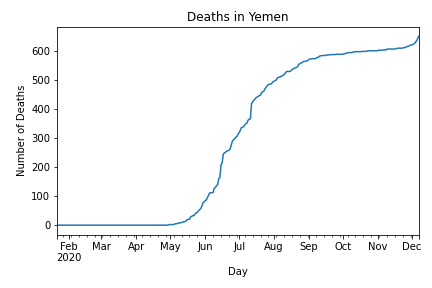 Deaths in Yemen
Number of Deaths
600
500
400
300
200
100
0
Feb Mar Apr May Jun Jul Aug Sep Oct Nov Dec
2020
Day